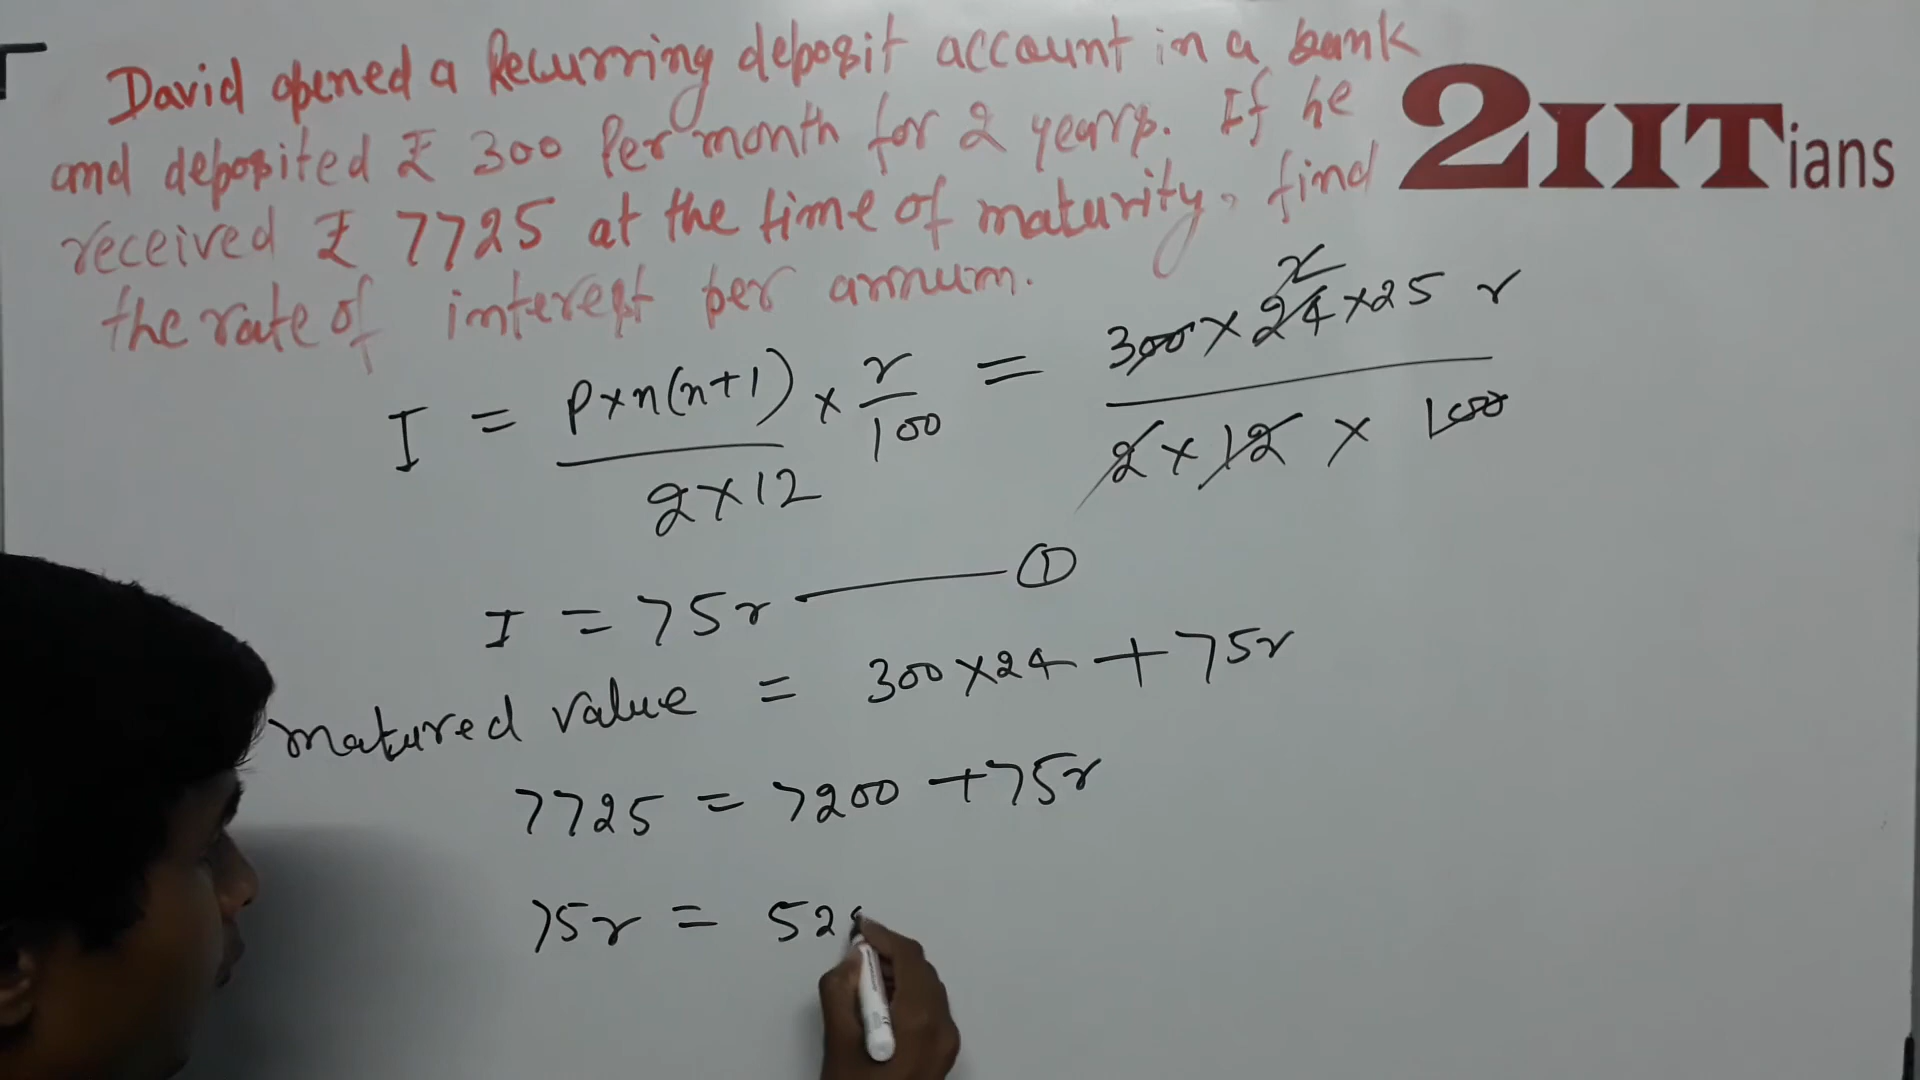 David opened a Recurring deposit account in a bank
and deposited ₹ 300 Per month for 2 years. If he
received ₹ 7725 at the time of maturity, find
the rate of interest per annum.
2IITians
I = P×n(n+1)/2×12 × r/100 = 300×24×25 r/2×12×100
I = 75r ——— ①
matured value = 300×24 + 75r
7725 = 7200 +75r
75r = 52